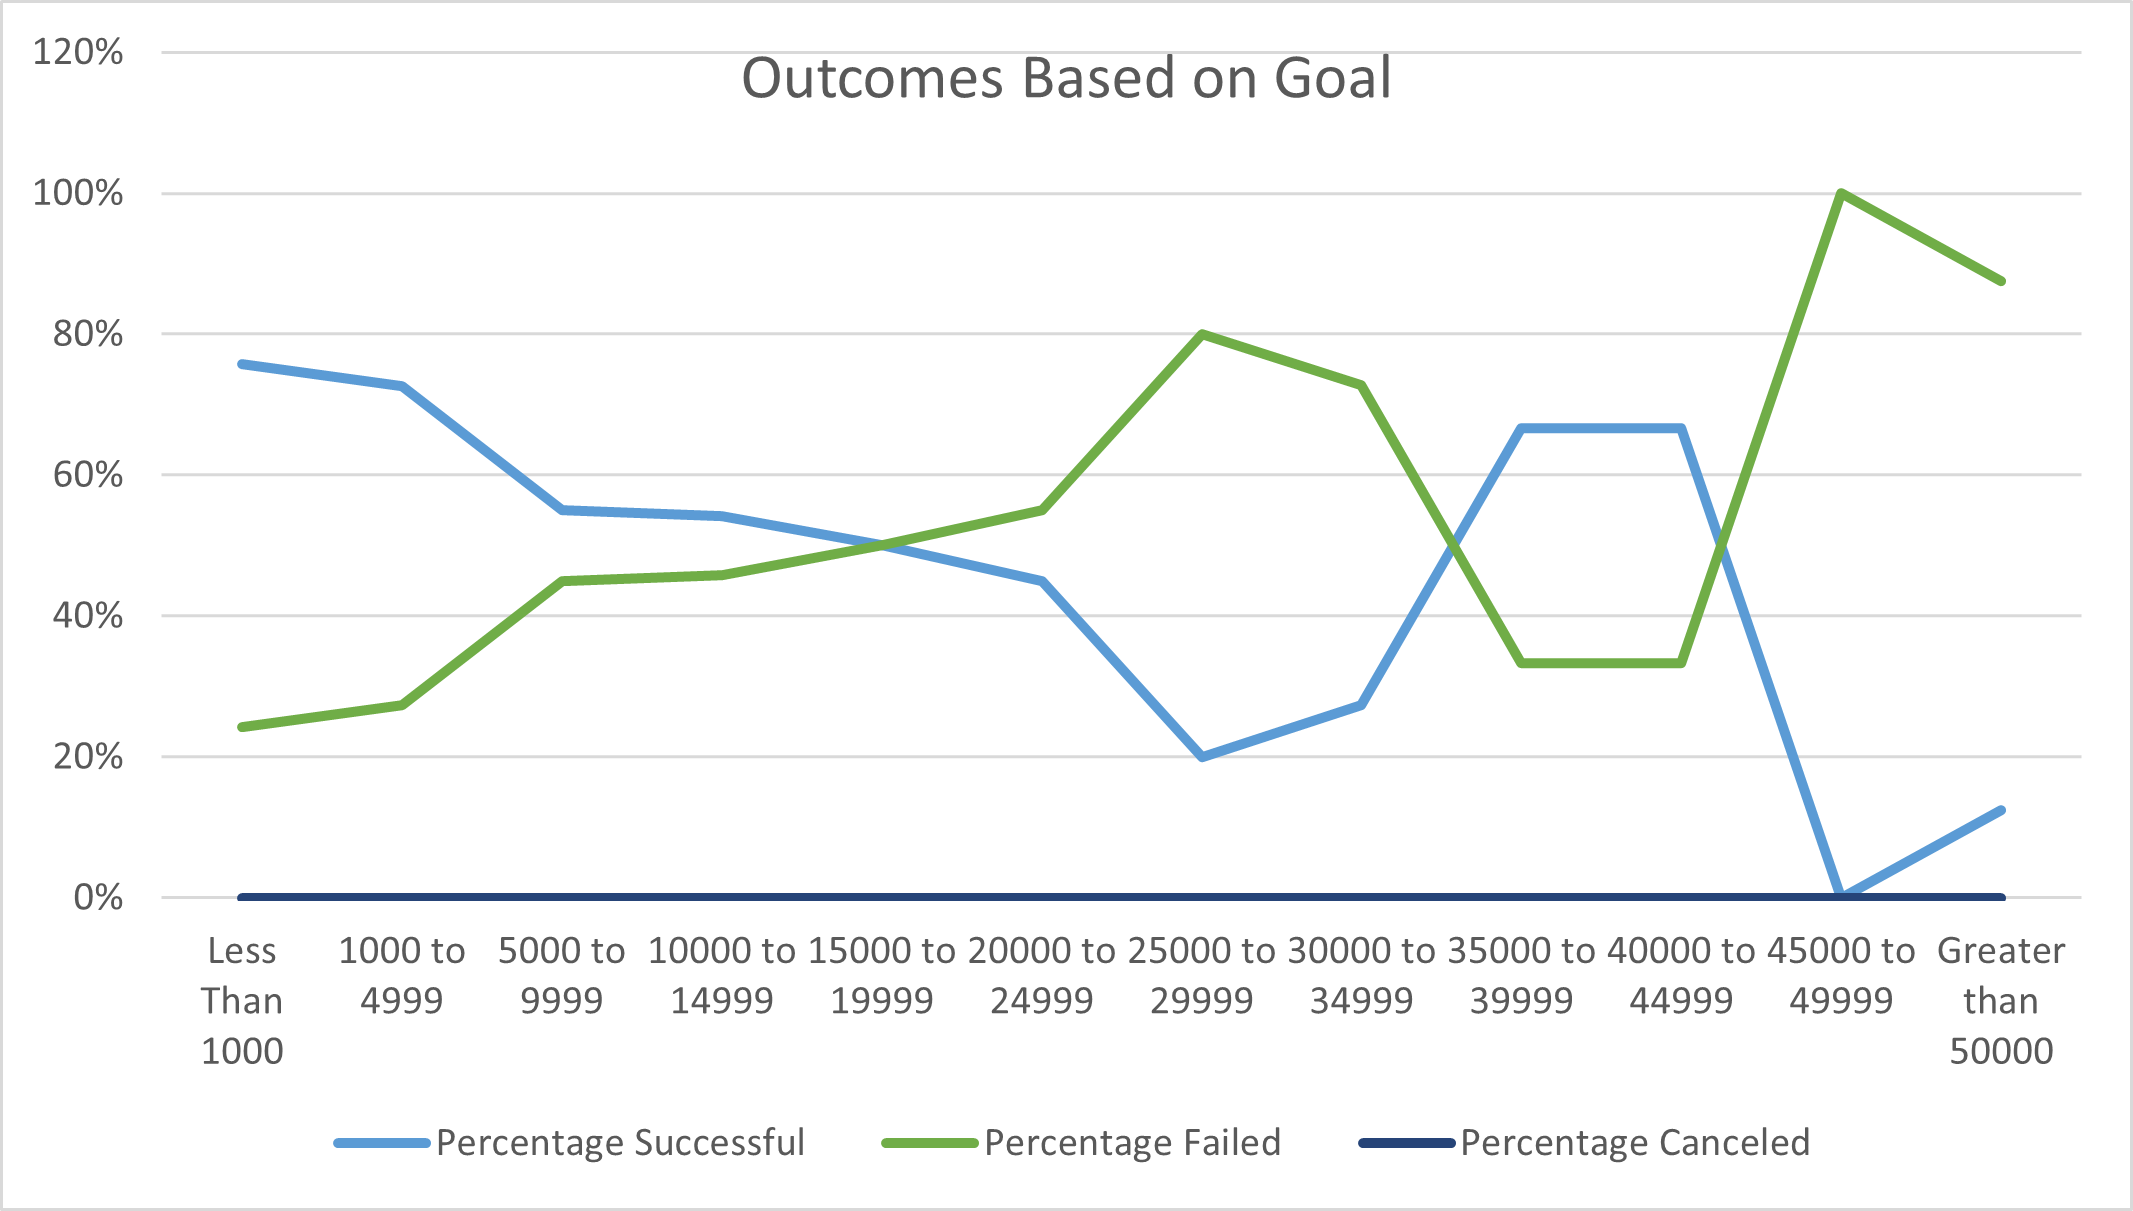 Outcomes Based on Goal
120%
100%
80%
60%
40%
20%
0%
Less Than 1000
1000 to 4999
5000 to 9999
10000 to 14999
15000 to 19999
20000 to 24999
25000 to 29999
30000 to 34999
35000 to 39999
40000 to 44999
45000 to 49999
Greater than 50000
Percentage Successful
Percentage Failed
Percentage Canceled